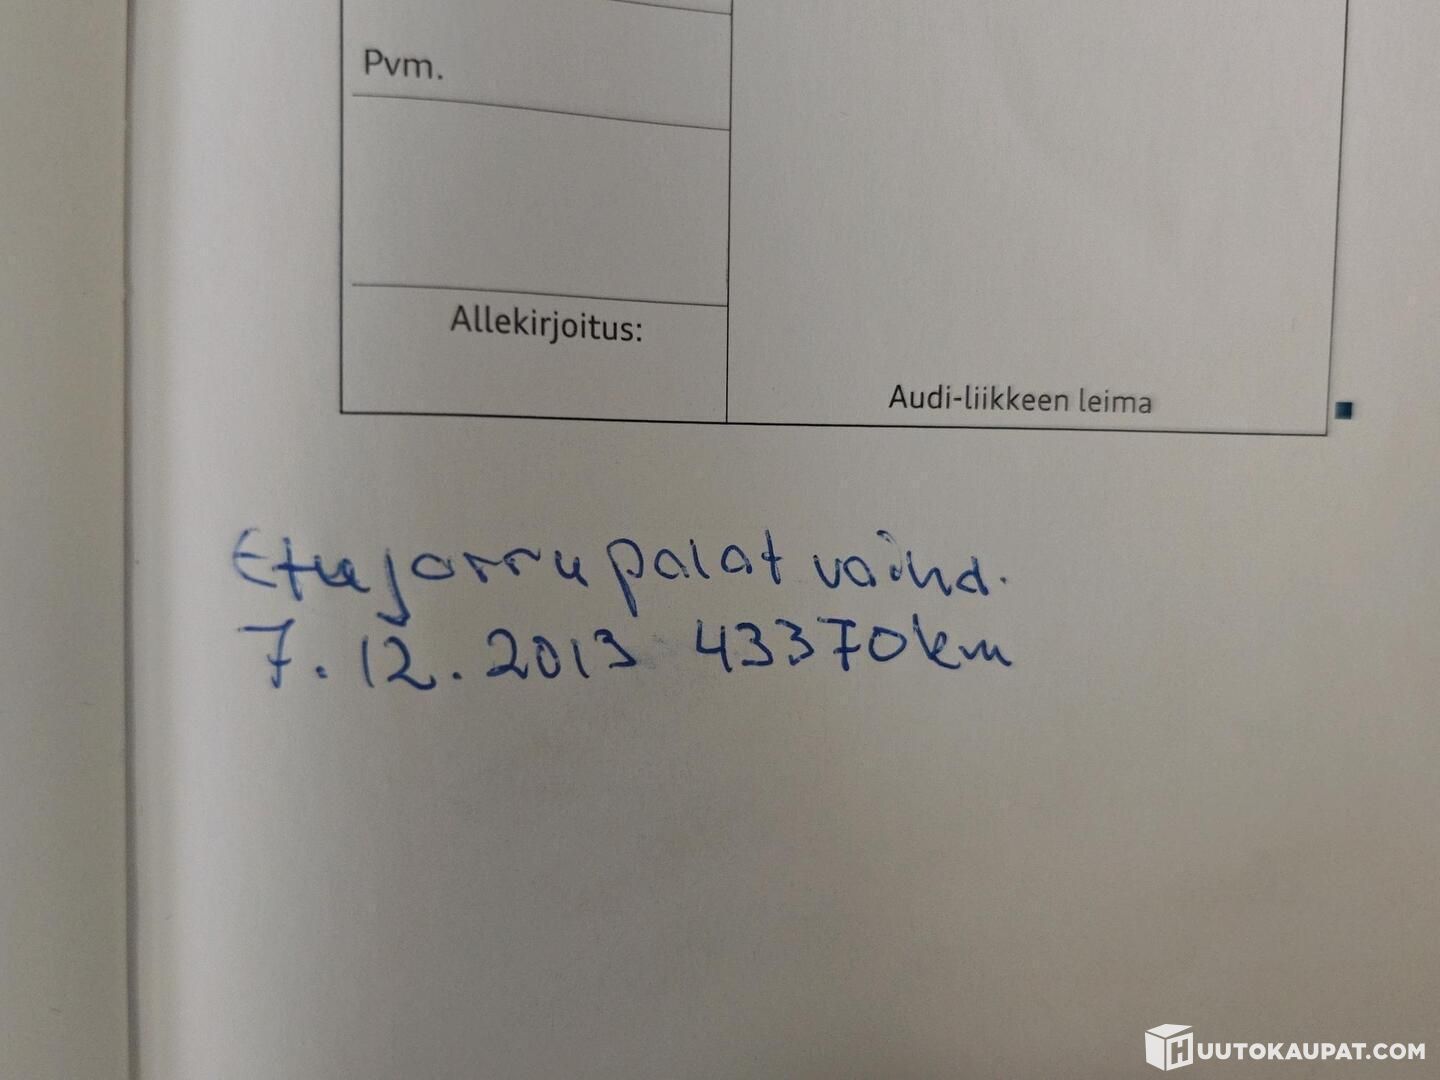 Pvm.
Allekirjoitus:
Audi-liikkeen leima
Etujarrupalat vaihd.
7.12.2013 43370km
HUUTOKAUPAT.COM